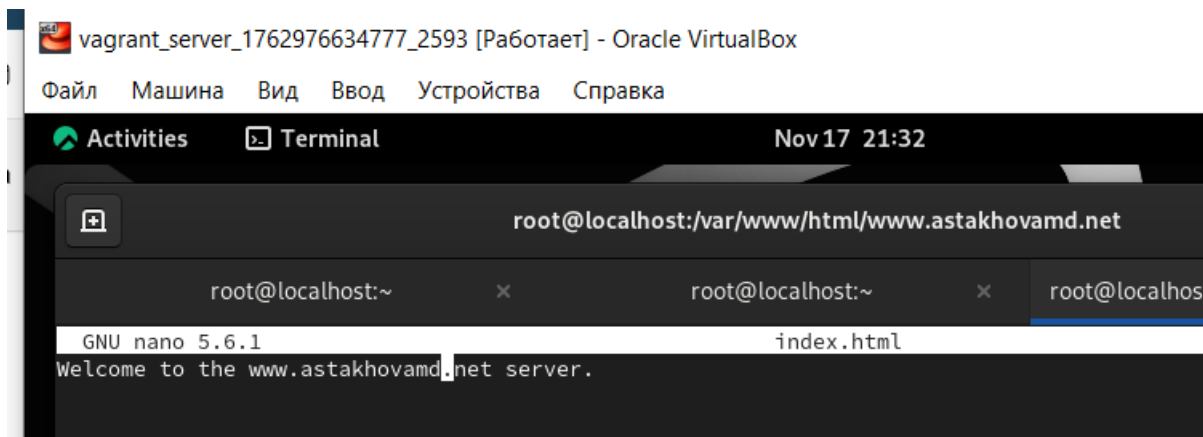 vagrant_server_1762976634777_2593 [Работает] - Oracle VirtualBox
Файл Машина Вид Ввод Устройства Справка
Activities Terminal Nov 17 21:32
root@localhost:/var/www/html/www.astakhovamd.net
root@localhost:~ × root@localhost:~ × root@localhos
GNU nano 5.6.1 index.html
Welcome to the www.astakhovamd.net server.